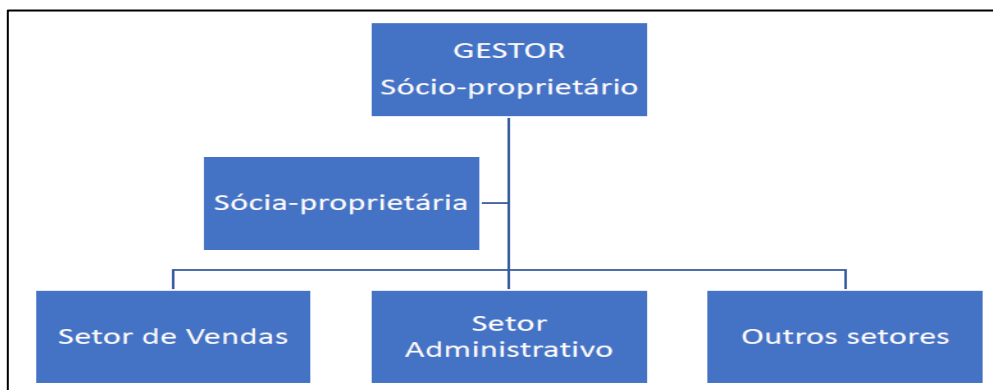 GESTOR
Sócio-proprietário
Sócia-proprietária
Setor de Vendas
Setor
Administrativo
Outros setores